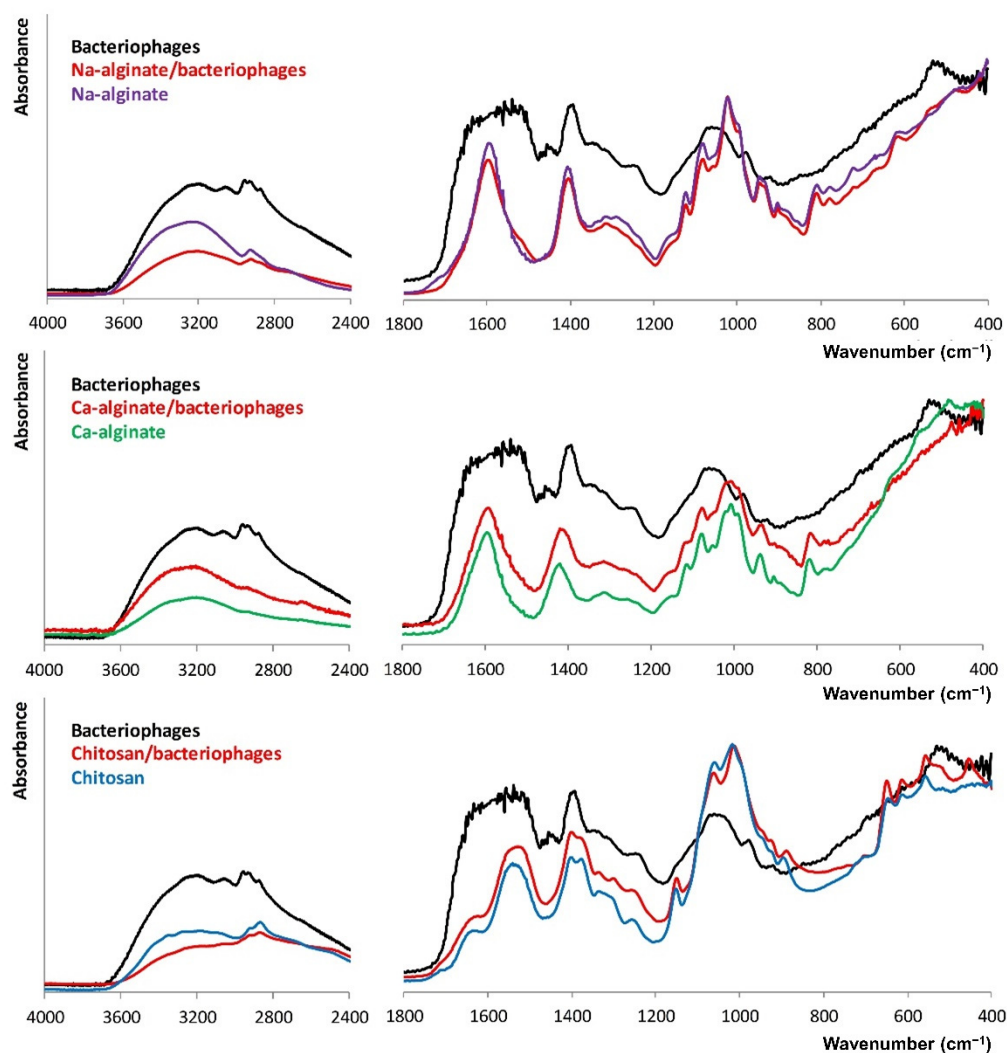 Absorbance
Bacteriophages
Na-alginate/bacteriophages
Na-alginate
4000 3600 3200 2800 2400 1800 1600 1400 1200 1000 800 600 400
Wavenumber (cm⁻¹)
Absorbance
Bacteriophages
Ca-alginate/bacteriophages
Ca-alginate
4000 3600 3200 2800 2400 1800 1600 1400 1200 1000 800 600 400
Wavenumber (cm⁻¹)
Absorbance
Bacteriophages
Chitosan/bacteriophages
Chitosan
4000 3600 3200 2800 2400 1800 1600 1400 1200 1000 800 600 400
Wavenumber (cm⁻¹)